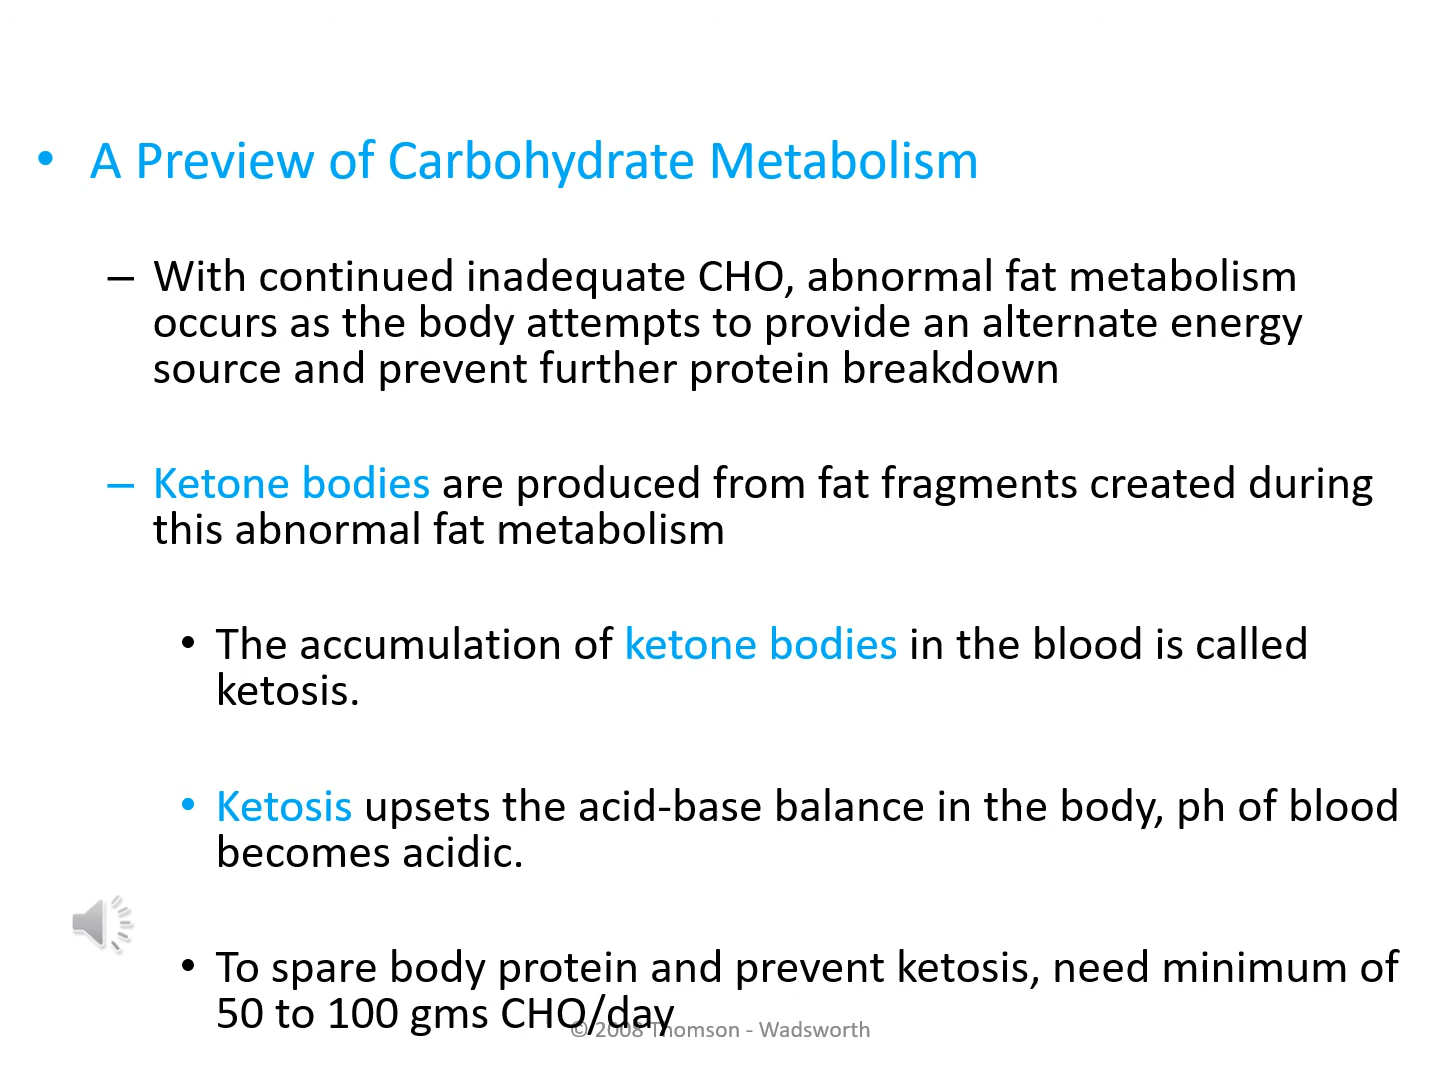 • A Preview of Carbohydrate Metabolism
– With continued inadequate CHO, abnormal fat metabolism
occurs as the body attempts to provide an alternate energy
source and prevent further protein breakdown
– Ketone bodies are produced from fat fragments created during
this abnormal fat metabolism
• The accumulation of ketone bodies in the blood is called
ketosis.
• Ketosis upsets the acid-base balance in the body, ph of blood
becomes acidic.
• To spare body protein and prevent ketosis, need minimum of
50 to 100 gms CHO/day
© 2008 Thomson - Wadsworth